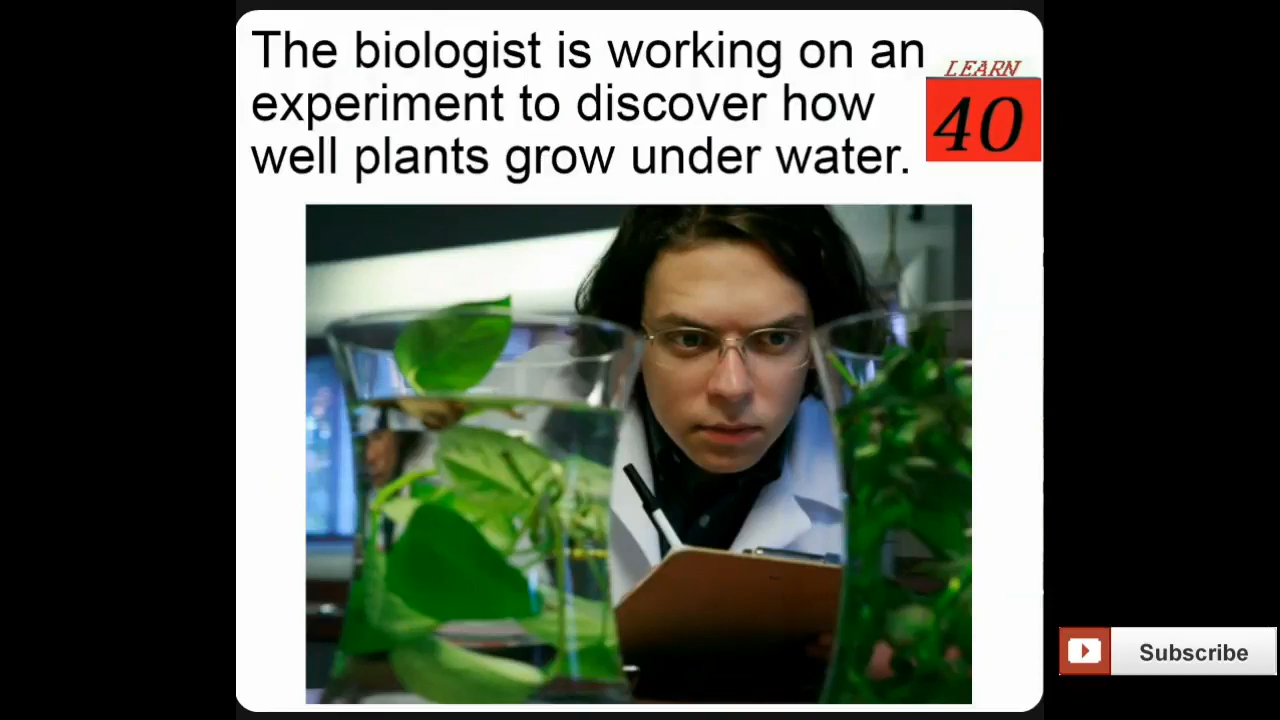 The biologist is working on an
experiment to discover how
well plants grow under water.
LEARN
40
Subscribe